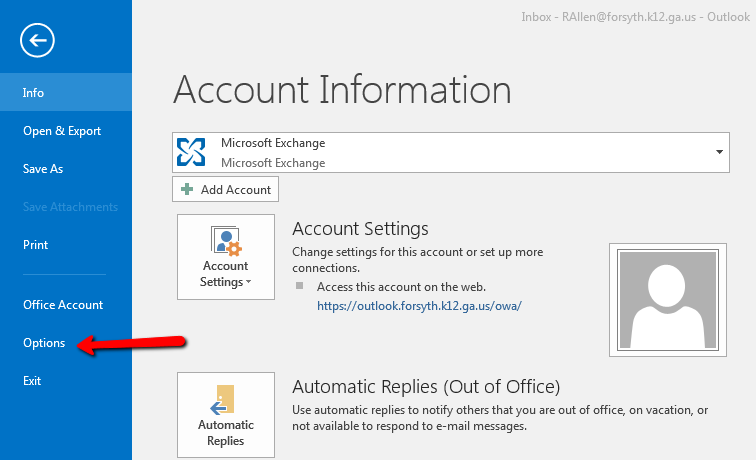 Inbox - RAllen@forsyth.k12.ga.us - Outlook
Info
Open & Export
Save As
Save Attachments
Print
Office Account
Options
Exit
Account Information
Microsoft Exchange
Microsoft Exchange
Add Account
Account
Settings
Account Settings
Change settings for this account or set up more
connections.
Access this account on the web.
https://outlook.forsyth.k12.ga.us/owa/
Automatic
Replies
Automatic Replies (Out of Office)
Use automatic replies to notify others that you are out of office, on vacation, or
not available to respond to e-mail messages.